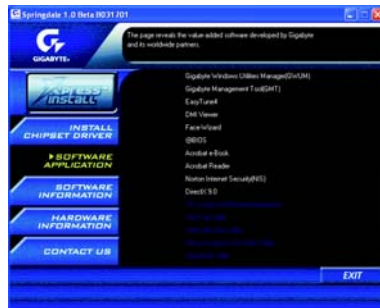 Springdale 1.0 Beta B031701
GIGABYTE
The page reveals the value added software developed by Gigabyte
and its worldwide partners.
Xpress
INSTALL
INSTALL
CHIPSET DRIVER
SOFTWARE
APPLICATION
SOFTWARE
INFORMATION
HARDWARE
INFORMATION
CONTACT US
Gigabyte Windows Utilities Manager(GWUM)
Gigabyte Management Tool(GMT)
EasyTune4
DMI Viewer
Face-Wizard
@BIOS
Acrobat e-Book
Acrobat Reader
Norton Internet Security(NIS)
DirectX 9.0
EXIT